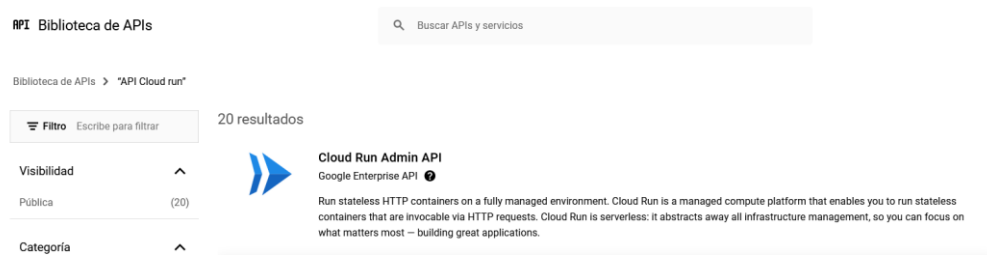 API Biblioteca de APIs
Buscar APIs y servicios
Biblioteca de APIs > "API Cloud run"
Filtro Escribe para filtrar
20 resultados
Visibilidad
Pública (20)
Categoría
Cloud Run Admin API
Google Enterprise API
Run stateless HTTP containers on a fully managed environment. Cloud Run is a managed compute platform that enables you to run stateless
containers that are invocable via HTTP requests. Cloud Run is serverless: it abstracts away all infrastructure management, so you can focus on
what matters most — building great applications.